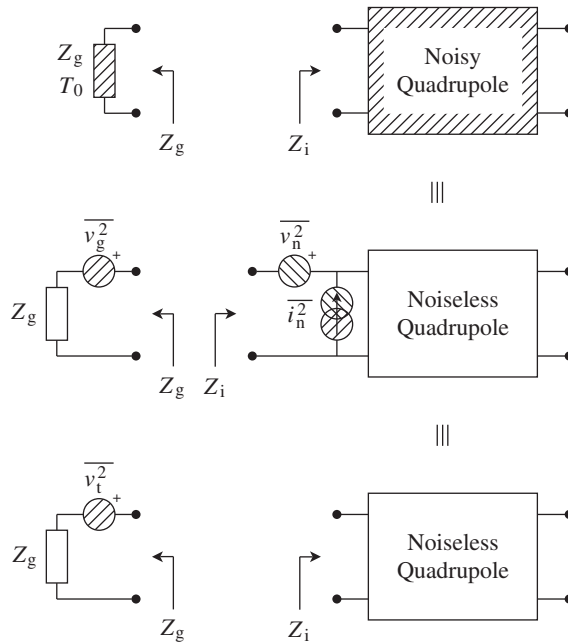 Z_g
T_0
Z_g
Z_i
Noisy
Quadrupole
|||
v_g^2
+
v_n^2
+
i_n^2
Z_g
Z_g
Z_i
Noiseless
Quadrupole
|||
v_t^2
+
Z_g
Z_g
Z_i
Noiseless
Quadrupole